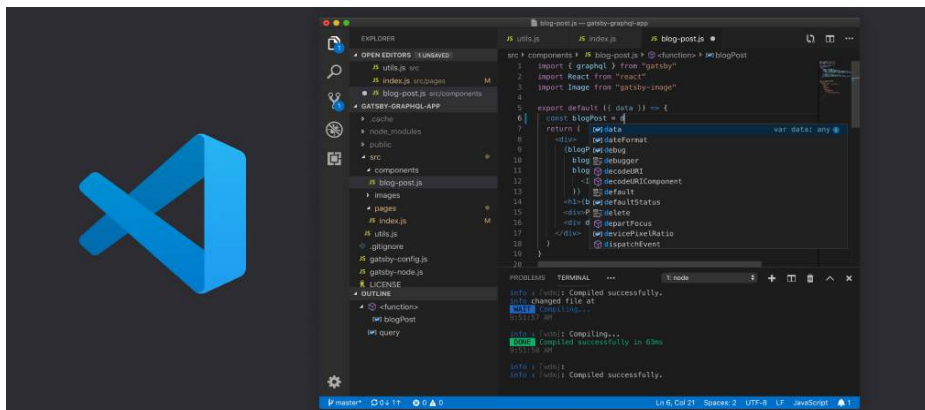 blog-post.js — gatsby-graphql-app
EXPLORER
OPEN EDITORS 1 UNSAVED
JS utils.js src
JS index.js src/pages M
JS blog-post.js src/components
GATSBY-GRAPHQL-APP
.cache
node_modules
public
src
components
JS blog-post.js
images
pages
JS index.js M
JS utils.js
.gitignore
JS gatsby-config.js
JS gatsby-node.js
LICENSE
OUTLINE
<function>
blogPost
query
JS utils.js JS index.js JS blog-post.js
src components JS blog-post.js <function> blogPost
1 import { graphql } from "gatsby"
2 import React from "react"
3 import Image from "gatsby-image"
4
5 export default ({ data }) => {
6 const blogPost = d
7 return (
8 <div>
9 {blogP
10 blog
11 blog
12 <I
13 )}
14 <h1>{b
15 <div>P
16 <div d
17 </div>
18 )
19 }
20
data var data: any
dateFormat
debug
debugger
decodeURI
decodeURIComponent
default
defaultStatus
delete
departFocus
devicePixelRatio
dispatchEvent
PROBLEMS TERMINAL ••• 1: node
info : [wdm]: Compiled successfully.
info changed file at
WAIT Compiling...
9:51:57 AM
info : [wdm]: Compiling...
DONE Compiled successfully in 63ms
9:51:58 AM
info : [wdm]:
info : [wdm]: Compiled successfully.
master* 0↓ 1↑ 0 0 Ln 6, Col 21 Spaces: 2 UTF-8 LF JavaScript 1